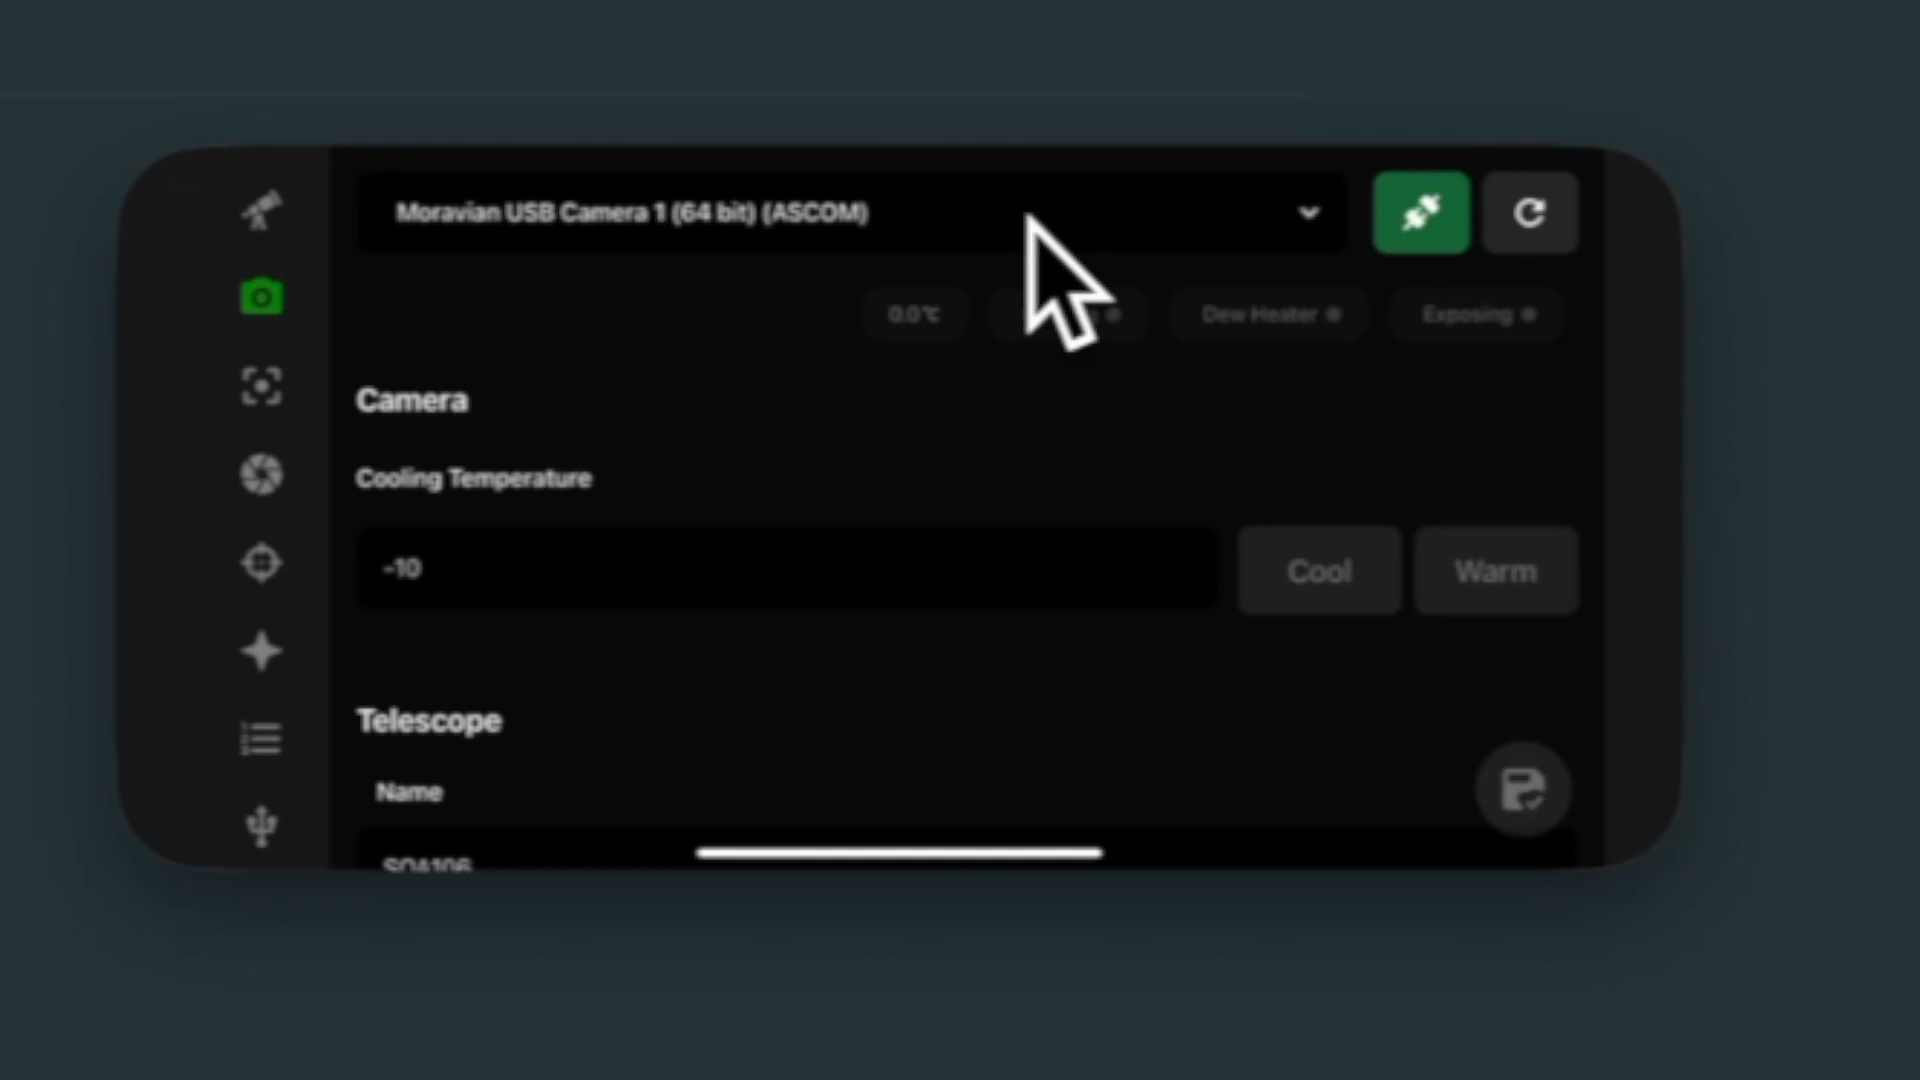 Moravian USB Camera 1 (64 bit) (ASCOM)
0.0°C
Dew Heater
Exposing
Camera
Cooling Temperature
-10
Cool
Warm
Telescope
Name
SQA106